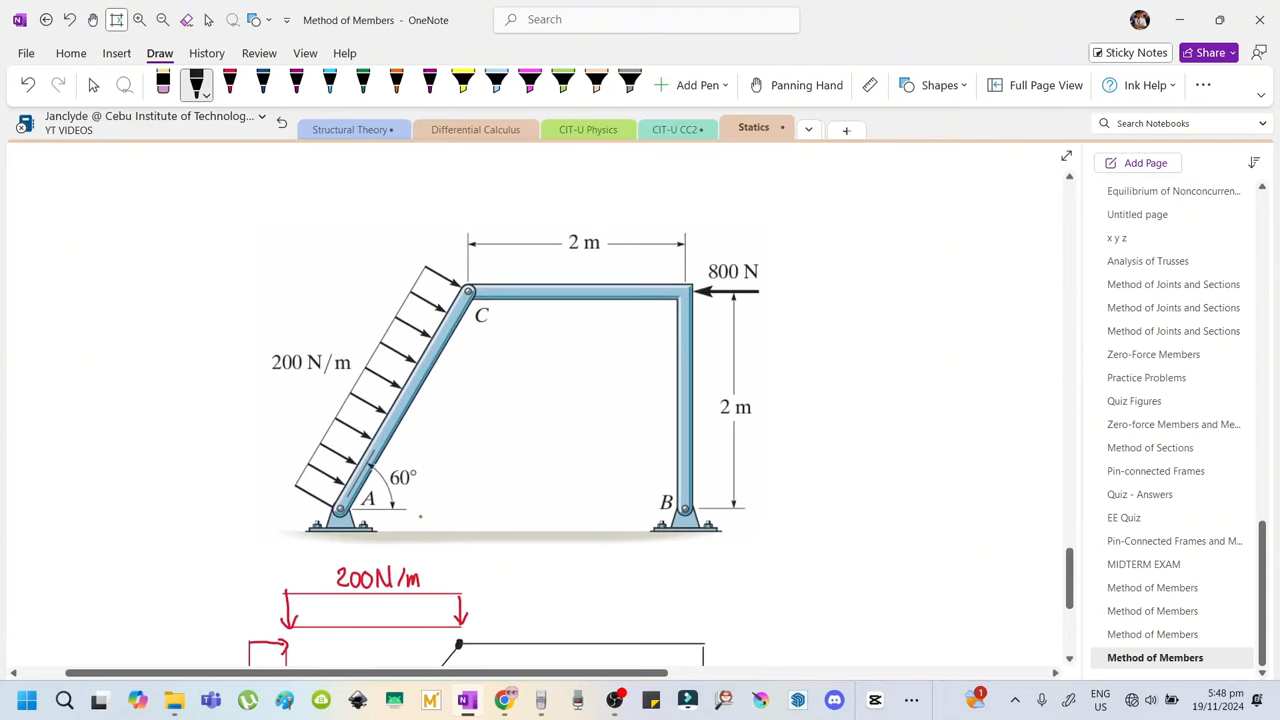 Method of Members - OneNote
Search
File Home Insert Draw History Review View Help
Sticky Notes Share
Add Pen Panning Hand Shapes Full Page View Ink Help
Janclyde @ Cebu Institute of Technolog...
YT VIDEOS
Structural Theory
Differential Calculus
CIT-U Physics
CIT-U CC2
Statics
Search Notebooks
Add Page
Equilibrium of Nonconcurren...
Untitled page
x y z
Analysis of Trusses
Method of Joints and Sections
Method of Joints and Sections
Method of Joints and Sections
Zero-Force Members
Practice Problems
Quiz Figures
Zero-force Members and Me...
Method of Sections
Pin-connected Frames
Quiz - Answers
EE Quiz
Pin-Connected Frames and M...
MIDTERM EXAM
Method of Members
Method of Members
Method of Members
Method of Members
2 m
800 N
C
200 N/m
2 m
60°
A
B
200N/m
1
ENG
US
5:48 pm
19/11/2024